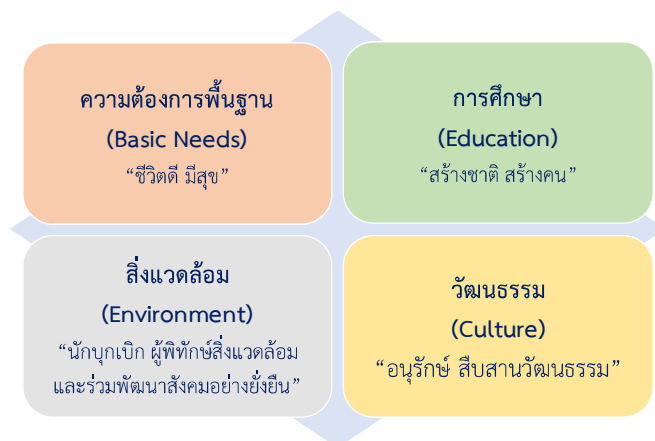 ความต้องการพื้นฐาน
(Basic Needs)
“ชีวิตดี มีสุข”
การศึกษา
(Education)
“สร้างชาติ สร้างคน”
สิ่งแวดล้อม
(Environment)
“นักบุกเบิก ผู้พิทักษ์สิ่งแวดล้อม
และร่วมพัฒนาสังคมอย่างยั่งยืน”
วัฒนธรรม
(Culture)
“อนุรักษ์ สืบสานวัฒนธรรม”